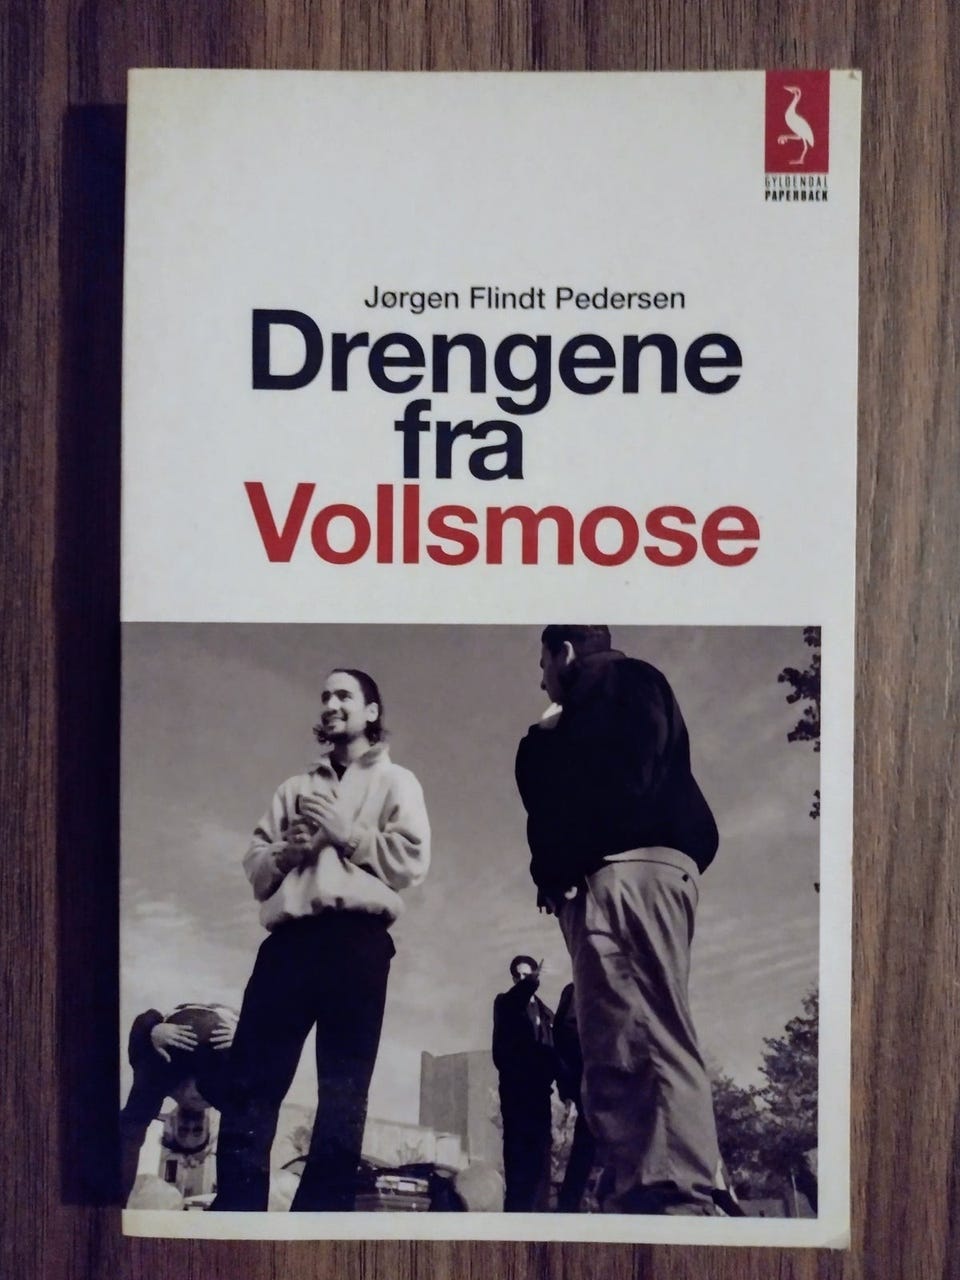 GYLDENDAL
PAPERBACK
Jørgen Flindt Pedersen
Drengene
fra
Vollsmose